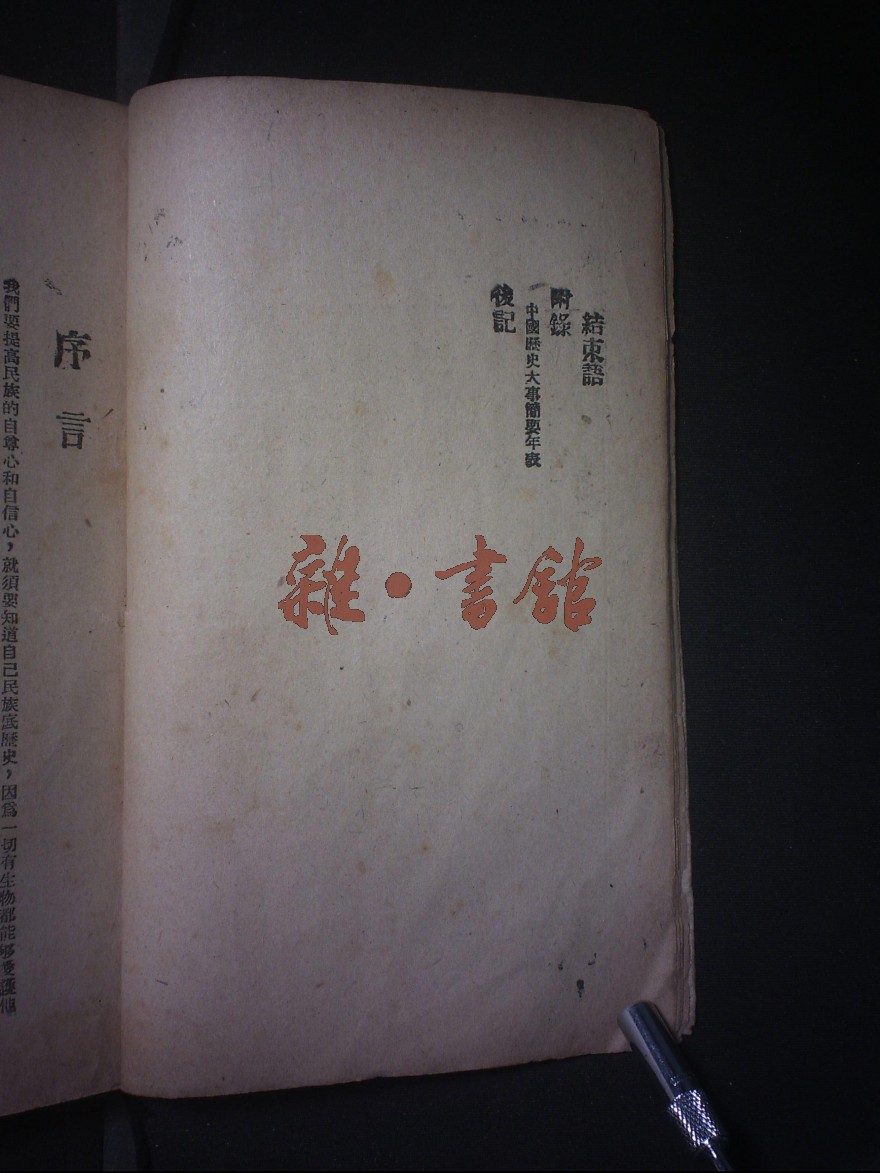 結束語
附錄
中國歷史大事簡要年表
後記
雜·書館
序言
我們要提高民族的自尊心和自信心，就須要知道自己民族底歷史，因爲一切有生物都能够愛護他